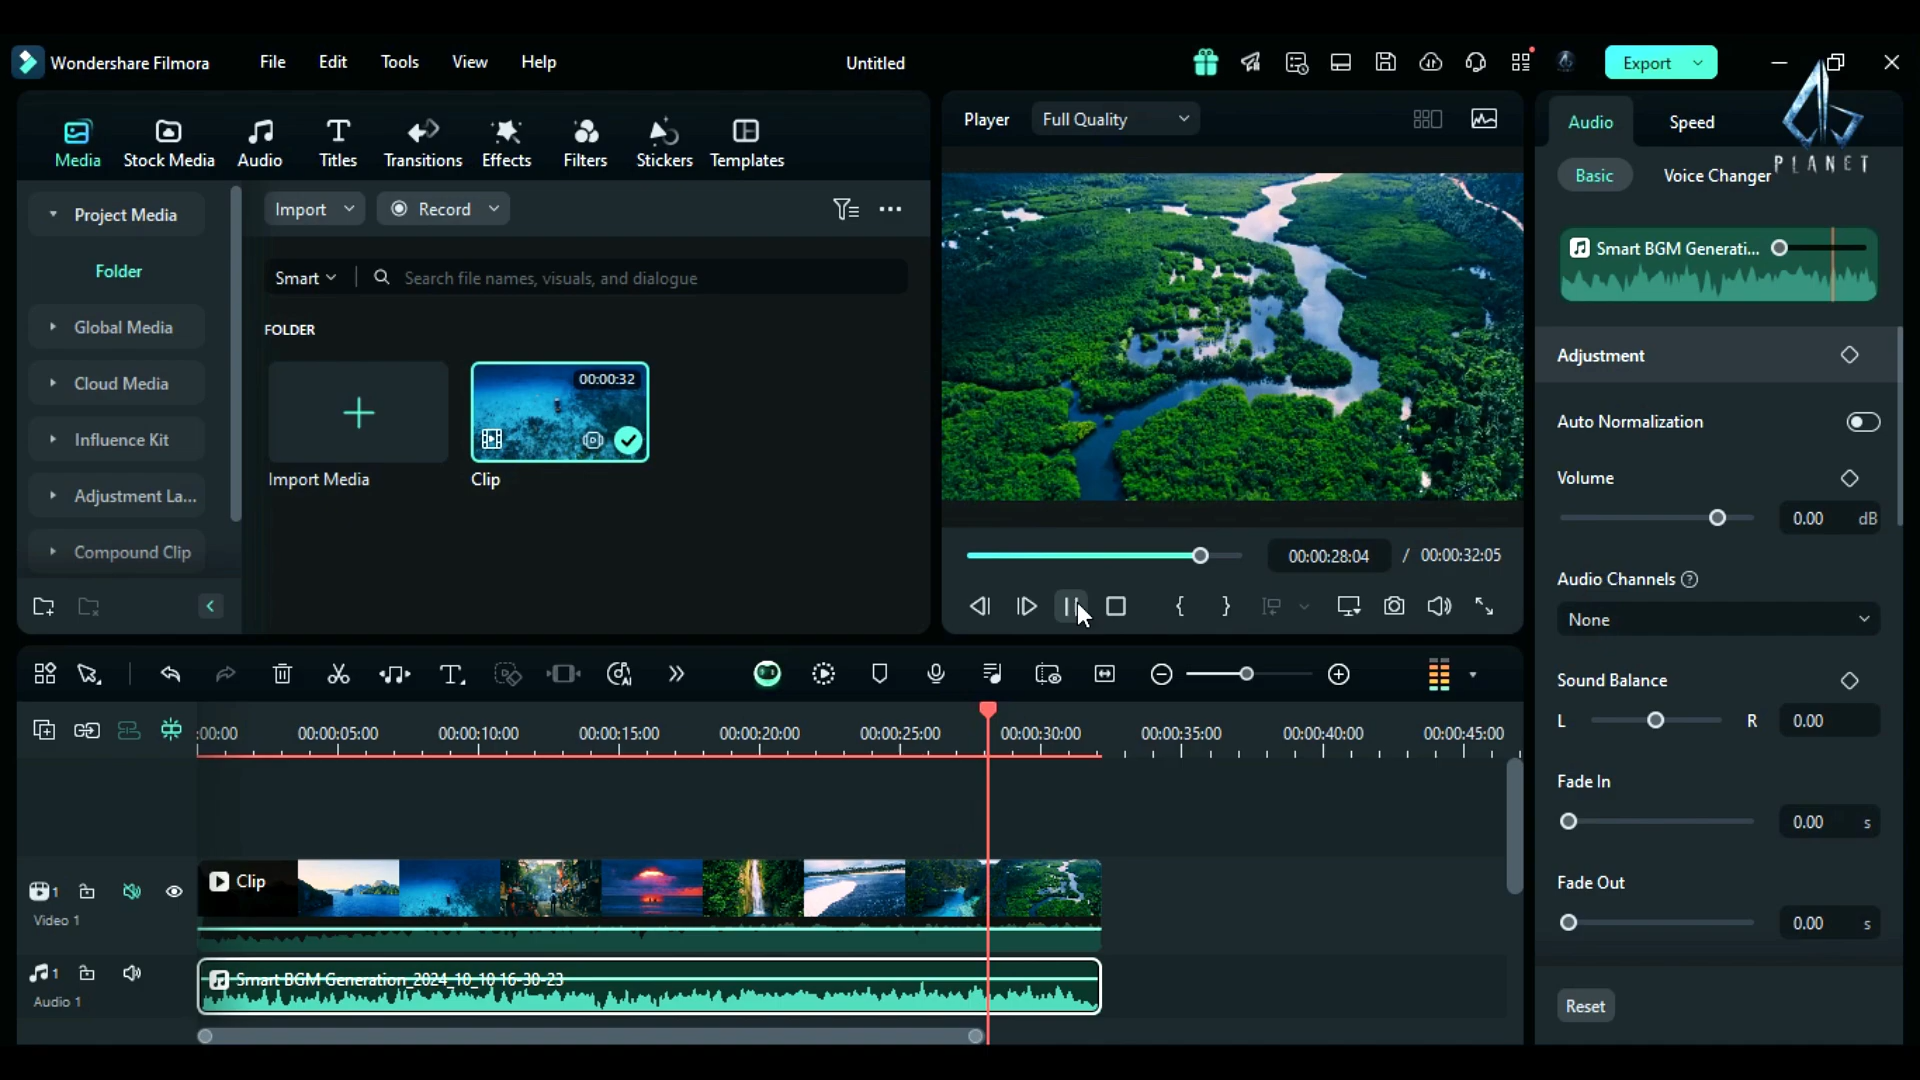 Wondershare Filmora
File Edit Tools View Help
Untitled
Export
Media Stock Media Audio Titles Transitions Effects Filters Stickers Templates
Project Media
Folder
Global Media
Cloud Media
Influence Kit
Adjustment La...
Compound Clip
Import
Record
Smart
Search file names, visuals, and dialogue
FOLDER
00:00:32
Import Media
Clip
Player Full Quality
00:00:28:04 / 00:00:32:05
Audio Speed
PLANET
Basic Voice Changer
Smart BGM Generati...
Adjustment
Auto Normalization
Volume
0.00 dB
Audio Channels
None
Sound Balance
L R 0.00
Fade In
0.00 s
Fade Out
0.00 s
Reset
:00:00 00:00:05:00 00:00:10:00 00:00:15:00 00:00:20:00 00:00:25:00 00:00:30:00 00:00:35:00 00:00:40:00 00:00:45:00
1
Video 1
Clip
1
Audio 1
Smart BGM Generation_2024_10_10 16-30-23